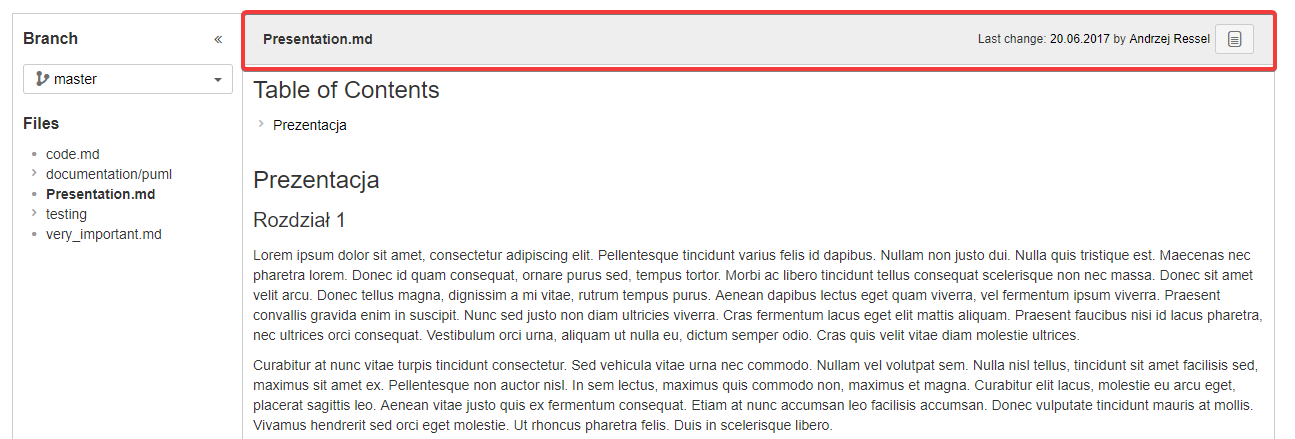 Branch «
master
Files
code.md
documentation/puml
Presentation.md
testing
very_important.md
Presentation.md
Last change: 20.06.2017 by Andrzej Ressel
Table of Contents
Prezentacja
Prezentacja
Rozdział 1
Lorem ipsum dolor sit amet, consectetur adipiscing elit. Pellentesque tincidunt varius felis id dapibus. Nullam non justo dui. Nulla quis tristique est. Maecenas nec
pharetra lorem. Donec id quam consequat, ornare purus sed, tempus tortor. Morbi ac libero tincidunt tellus consequat scelerisque non nec massa. Donec sit amet
velit arcu. Donec tellus magna, dignissim a mi vitae, rutrum tempus purus. Aenean dapibus lectus eget quam viverra, vel fermentum ipsum viverra. Praesent
convallis gravida enim in suscipit. Nunc sed justo non diam ultricies viverra. Cras fermentum lacus eget elit mattis aliquam. Praesent faucibus nisi id lacus pharetra,
nec ultrices orci consequat. Vestibulum orci urna, aliquam ut nulla eu, dictum semper odio. Cras quis velit vitae diam molestie ultrices.
Curabitur at nunc vitae turpis tincidunt consectetur. Sed vehicula vitae urna nec commodo. Nullam vel volutpat sem. Nulla nisl tellus, tincidunt sit amet facilisis sed,
maximus sit amet ex. Pellentesque non auctor nisl. In sem lectus, maximus quis commodo non, maximus et magna. Curabitur elit lacus, molestie eu arcu eget,
placerat sagittis leo. Aenean vitae justo quis ex fermentum consequat. Etiam at nunc accumsan leo facilisis accumsan. Donec vulputate tincidunt mauris at mollis.
Vivamus hendrerit sed orci eget molestie. Ut rhoncus pharetra felis. Duis in scelerisque libero.